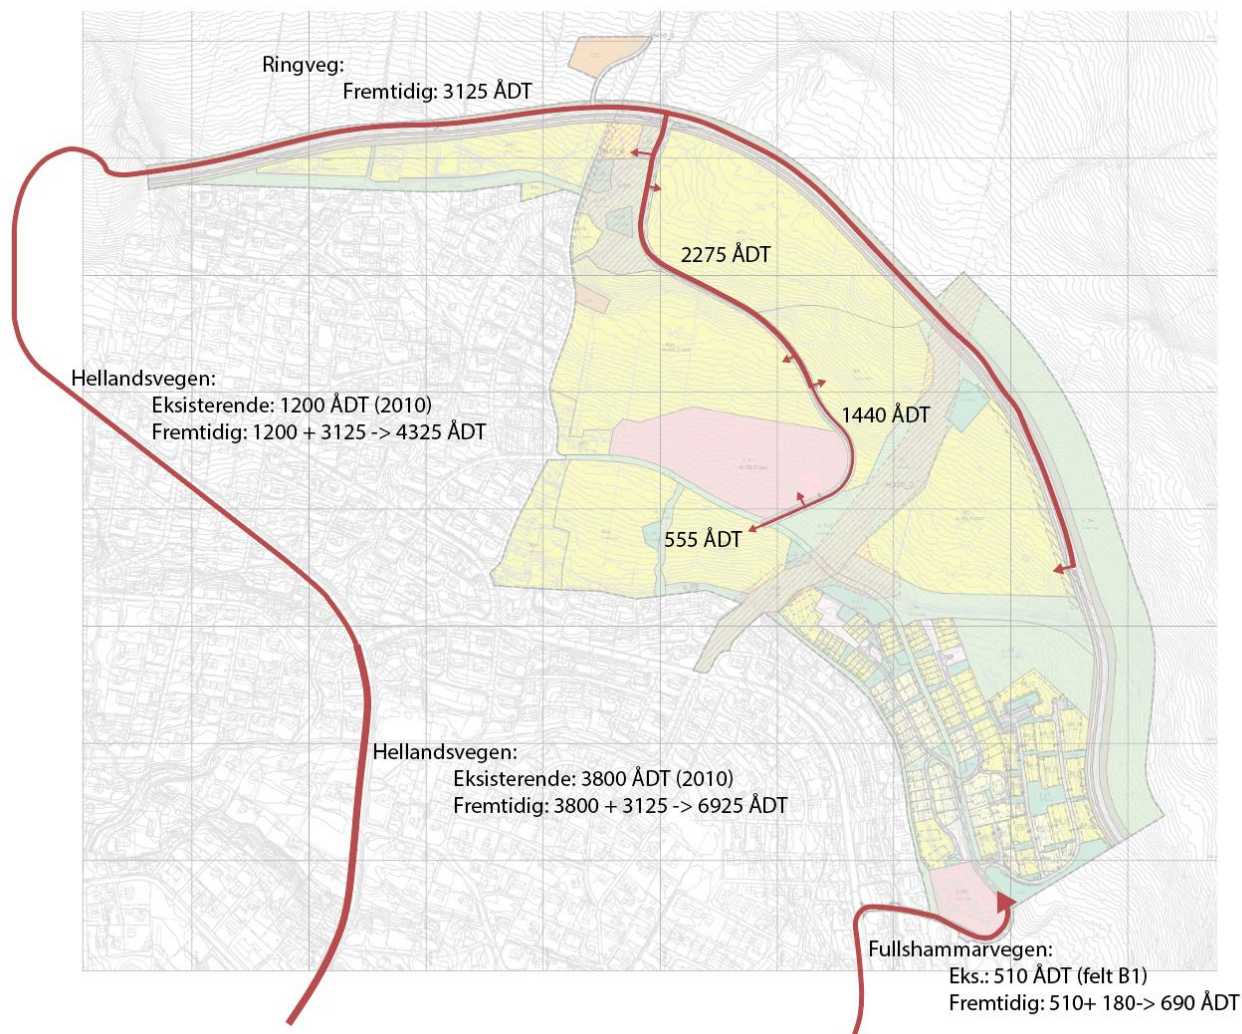 Ringveg:
Fremtidig: 3125 ÅDT
2275 ÅDT
Hellandsvegen:
Eksisterende: 1200 ÅDT (2010)
Fremtidig: 1200 + 3125 -> 4325 ÅDT
1440 ÅDT
555 ÅDT
Hellandsvegen:
Eksisterende: 3800 ÅDT (2010)
Fremtidig: 3800 + 3125 -> 6925 ÅDT
Fullshammarvegen:
Eks.: 510 ÅDT (felt B1)
Fremtidig: 510+ 180-> 690 ÅDT